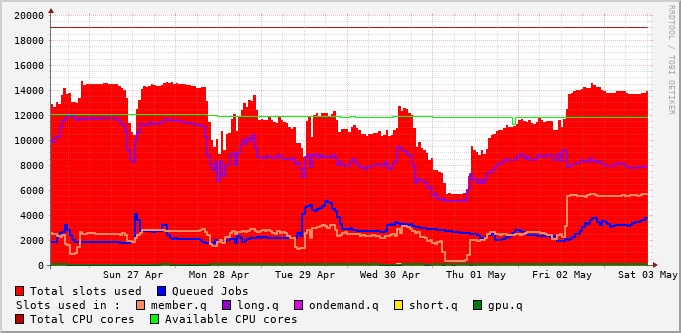 20000
18000
16000
14000
12000
10000
8000
6000
4000
2000
0
Sun 27 Apr Mon 28 Apr Tue 29 Apr Wed 30 Apr Thu 01 May Fri 02 May Sat 03 May
Total slots used Queued Jobs
Slots used in : member.q long.q ondemand.q short.q gpu.q
Total CPU cores Available CPU cores
RRDTOOL / TOBI OETIKER